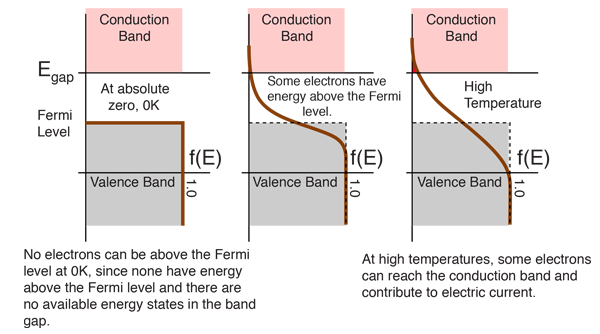 Conduction
Band
E gap
At absolute
zero, 0K
Fermi
Level
f(E)
Valence Band
1.0
Conduction
Band
Some electrons have
energy above the Fermi
level.
f(E)
Valence Band
1.0
Conduction
Band
High
Temperature
f(E)
Valence Band
1.0
No electrons can be above the Fermi
level at 0K, since none have energy
above the Fermi level and there are
no available energy states in the band
gap.
At high temperatures, some electrons
can reach the conduction band and
contribute to electric current.